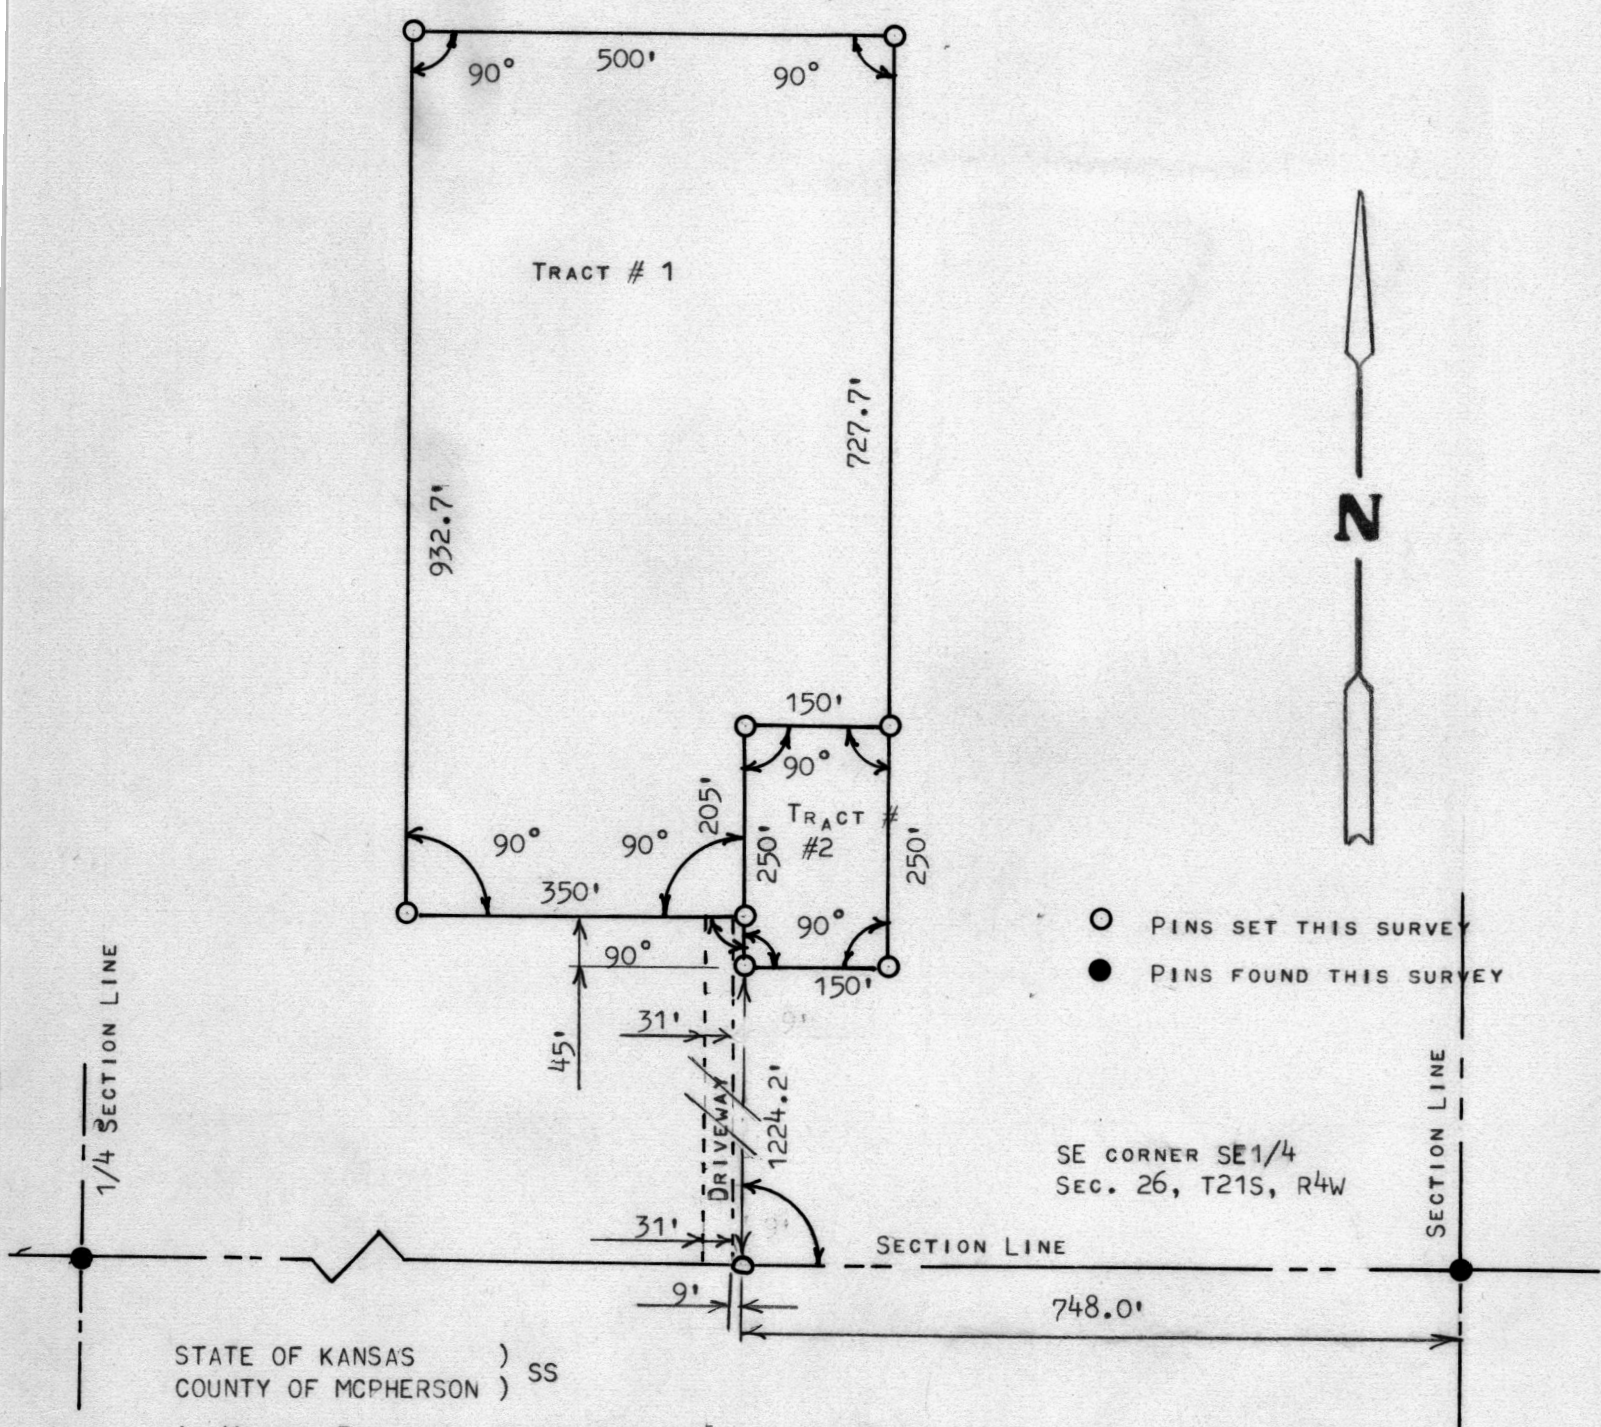 90°
500'
90°
TRACT # 1
727.7'
932.7'
N
150'
90°
205'
TRACT #
#2
250'
250'
90°
90°
350'
90°
90°
150'
PINS SET THIS SURVEY
PINS FOUND THIS SURVEY
1/4 SECTION LINE
31'
9'
45'
DRIVEWAY
1224.2'
SE CORNER SE1/4
SEC. 26, T21S, R4W
SECTION LINE
31'
9'
SECTION LINE
9'
748.0'
STATE OF KANSAS )
COUNTY OF MCPHERSON ) SS